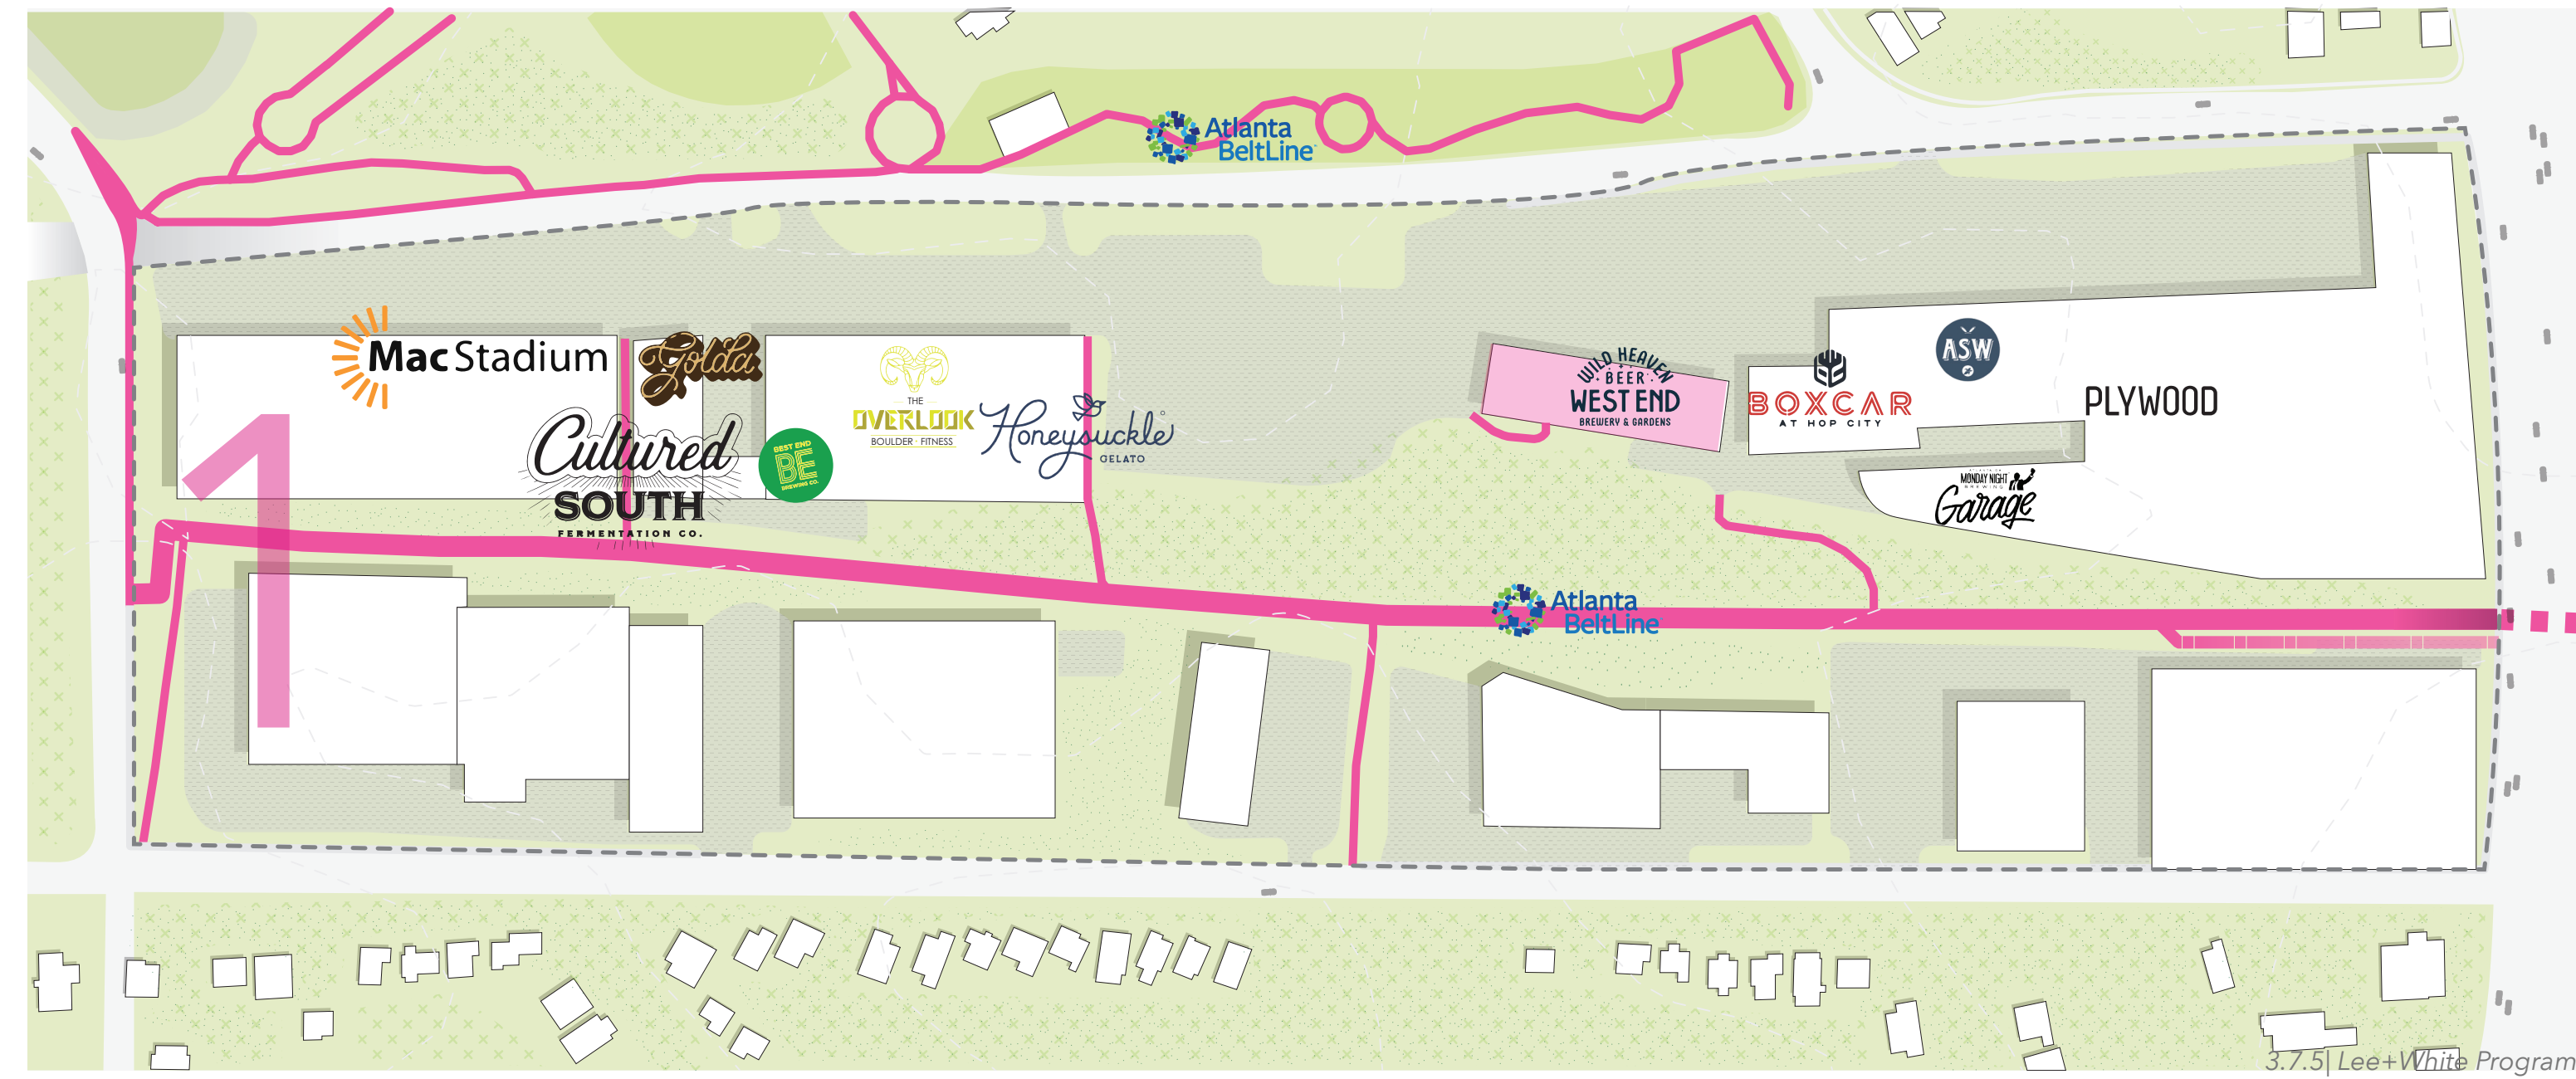 Atlanta
BeltLine
MacStadium
Golda
Cultured
SOUTH
FERMENTATION CO.
BEST END
BE
BREWING CO.
THE
OVERLOOK
BOULDER · FITNESS
Honeysuckle
GELATO
WILD HEAVEN
BEER
WEST END
BREWERY & GARDENS
BOXCAR
AT HOP CITY
ASW
PLYWOOD
MONDAY NIGHT
BREWING
Garage
1
Atlanta
BeltLine
3.7.5| Lee+White Program